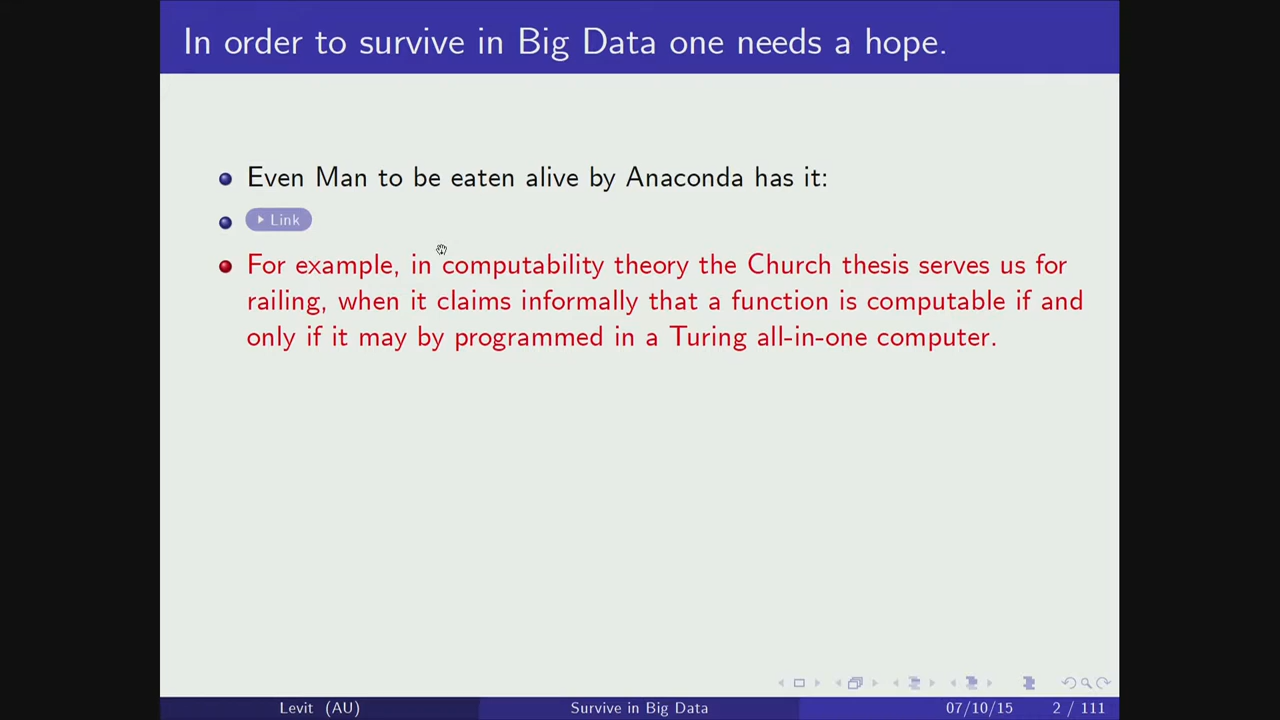 In order to survive in Big Data one needs a hope.
Even Man to be eaten alive by Anaconda has it:
Link
For example, in computability theory the Church thesis serves us for
railing, when it claims informally that a function is computable if and
only if it may by programmed in a Turing all-in-one computer.
Levit (AU) Survive in Big Data 07/10/15 2 / 111